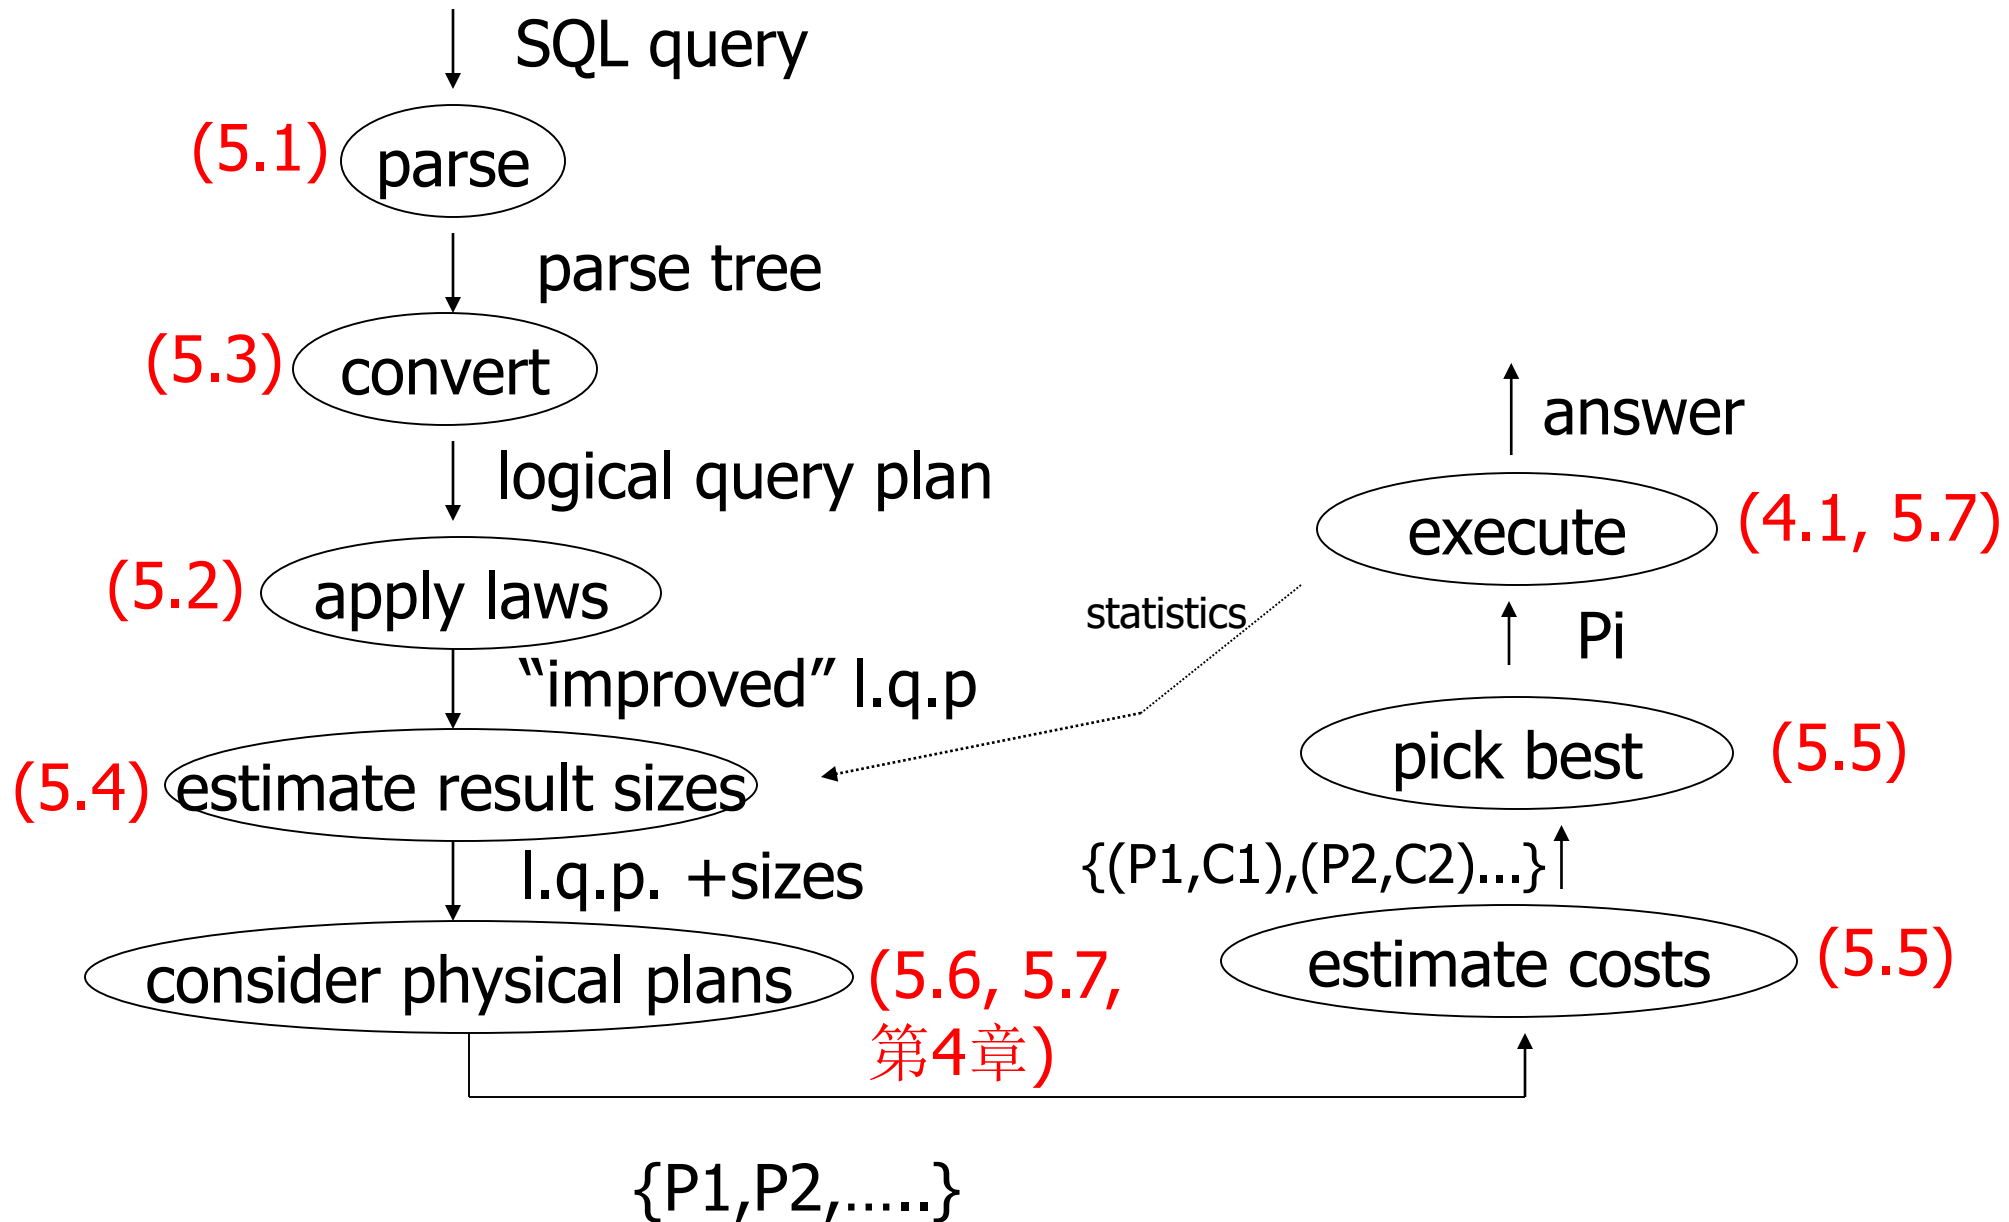 SQL query
(5.1)
parse
parse tree
(5.3)
convert
logical query plan
(5.2)
apply laws
“improved” l.q.p
(5.4)
estimate result sizes
l.q.p. +sizes
consider physical plans
(5.6, 5.7,
第4章)
{P1,P2,…..}
estimate costs
(5.5)
{(P1,C1),(P2,C2)...}
pick best
(5.5)
Pi
statistics
execute
(4.1, 5.7)
answer